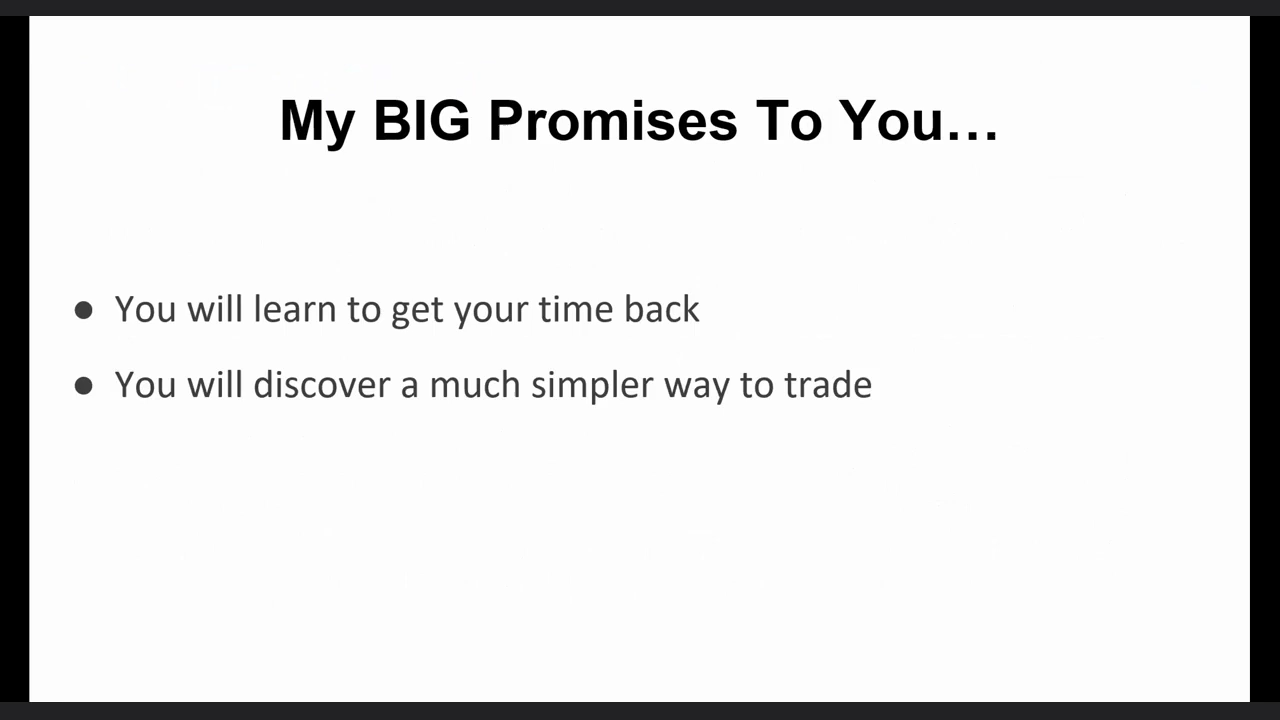 My BIG Promises To You…
● You will learn to get your time back
● You will discover a much simpler way to trade